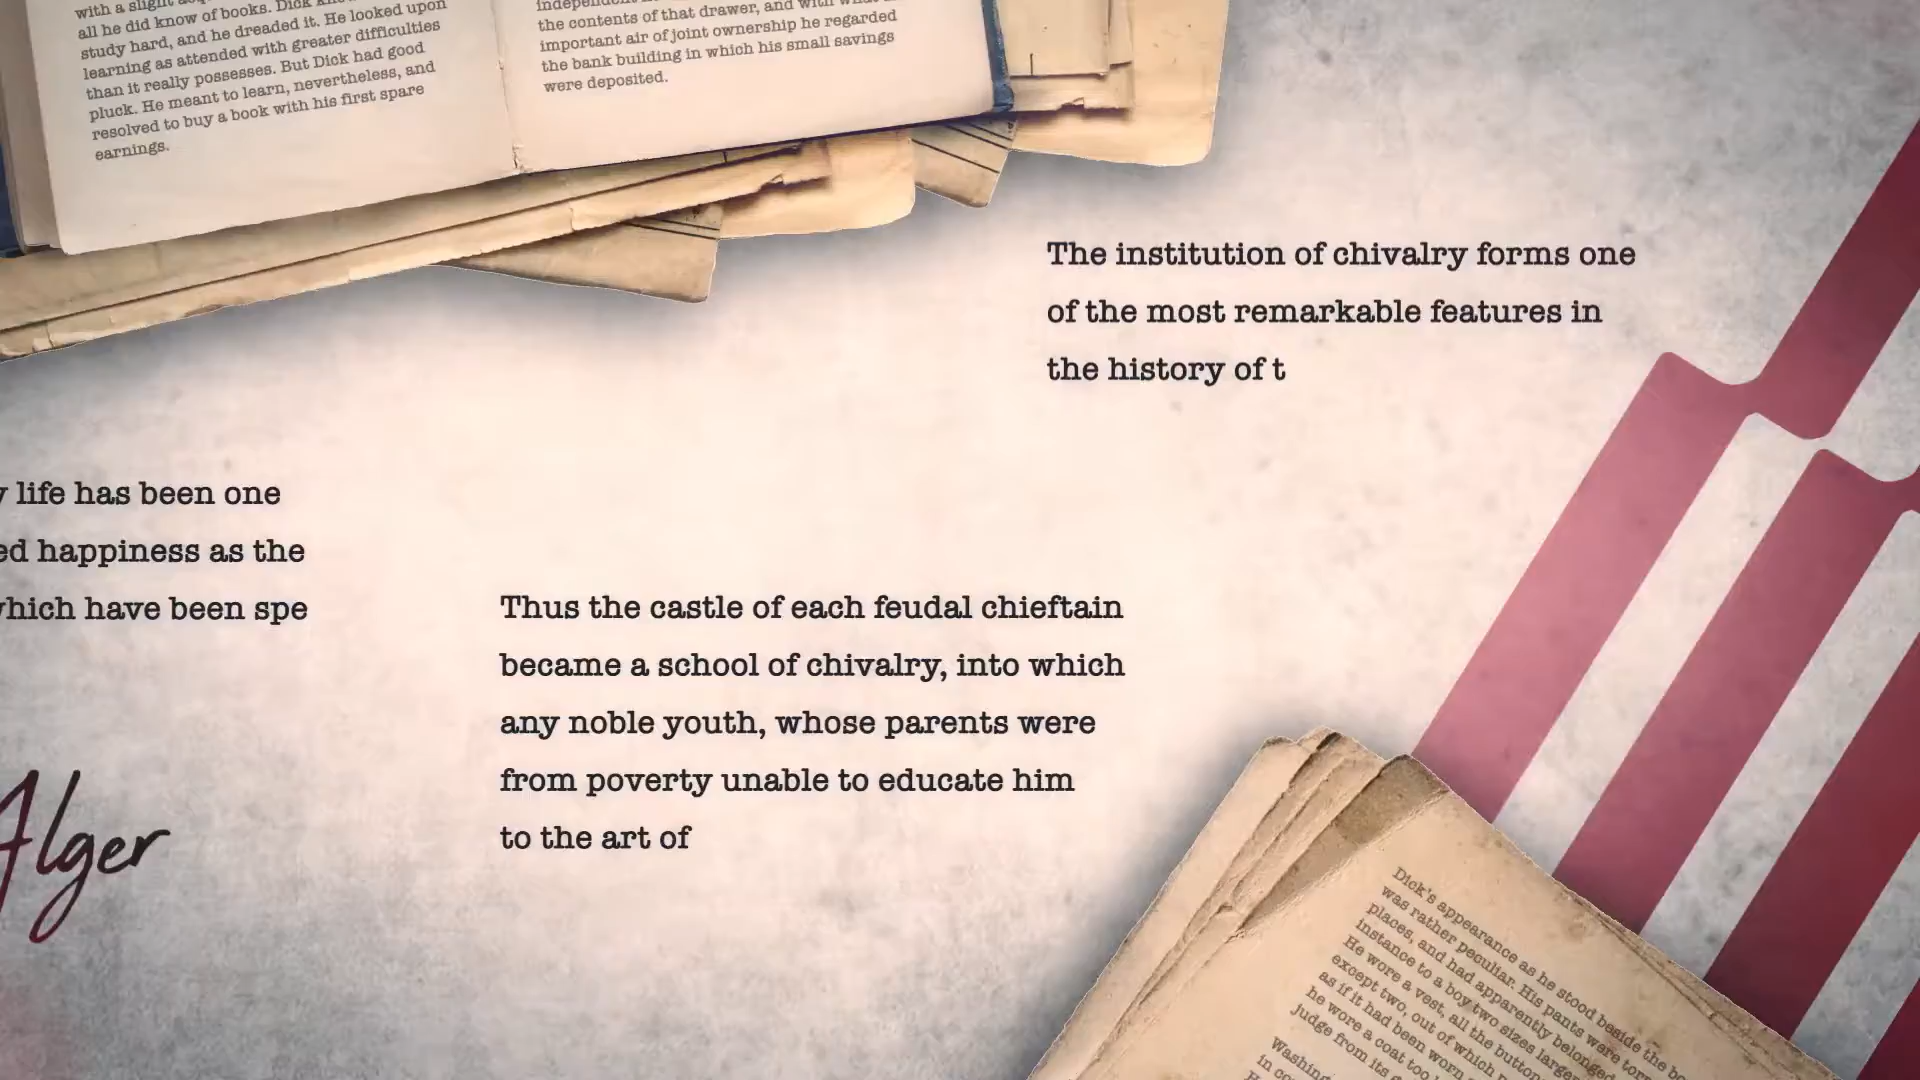 with a slight
all he did know of books. Dick
study hard, and he dreaded it. He looked upon
learning as attended with greater difficulties
than it really possesses. But Dick had good
pluck. He meant to learn, nevertheless, and
resolved to buy a book with his first spare
earnings.
the contents of that drawer, and with
important air of joint ownership he regarded
the bank building in which his small savings
were deposited.
The institution of chivalry forms one
of the most remarkable features in
the history of t
life has been one
ed happiness as the
which have been spe
Alger
Thus the castle of each feudal chieftain
became a school of chivalry, into which
any noble youth, whose parents were
from poverty unable to educate him
to the art of
Dick's appearance as he stood beside the bo
was rather peculiar. His pants were torn
places, and had apparently belonged
instance to a boy two sizes larger
He wore a vest, all the button
except two, out of which
as if it had been worn
he wore a coat too
judge from its
Washing
in co